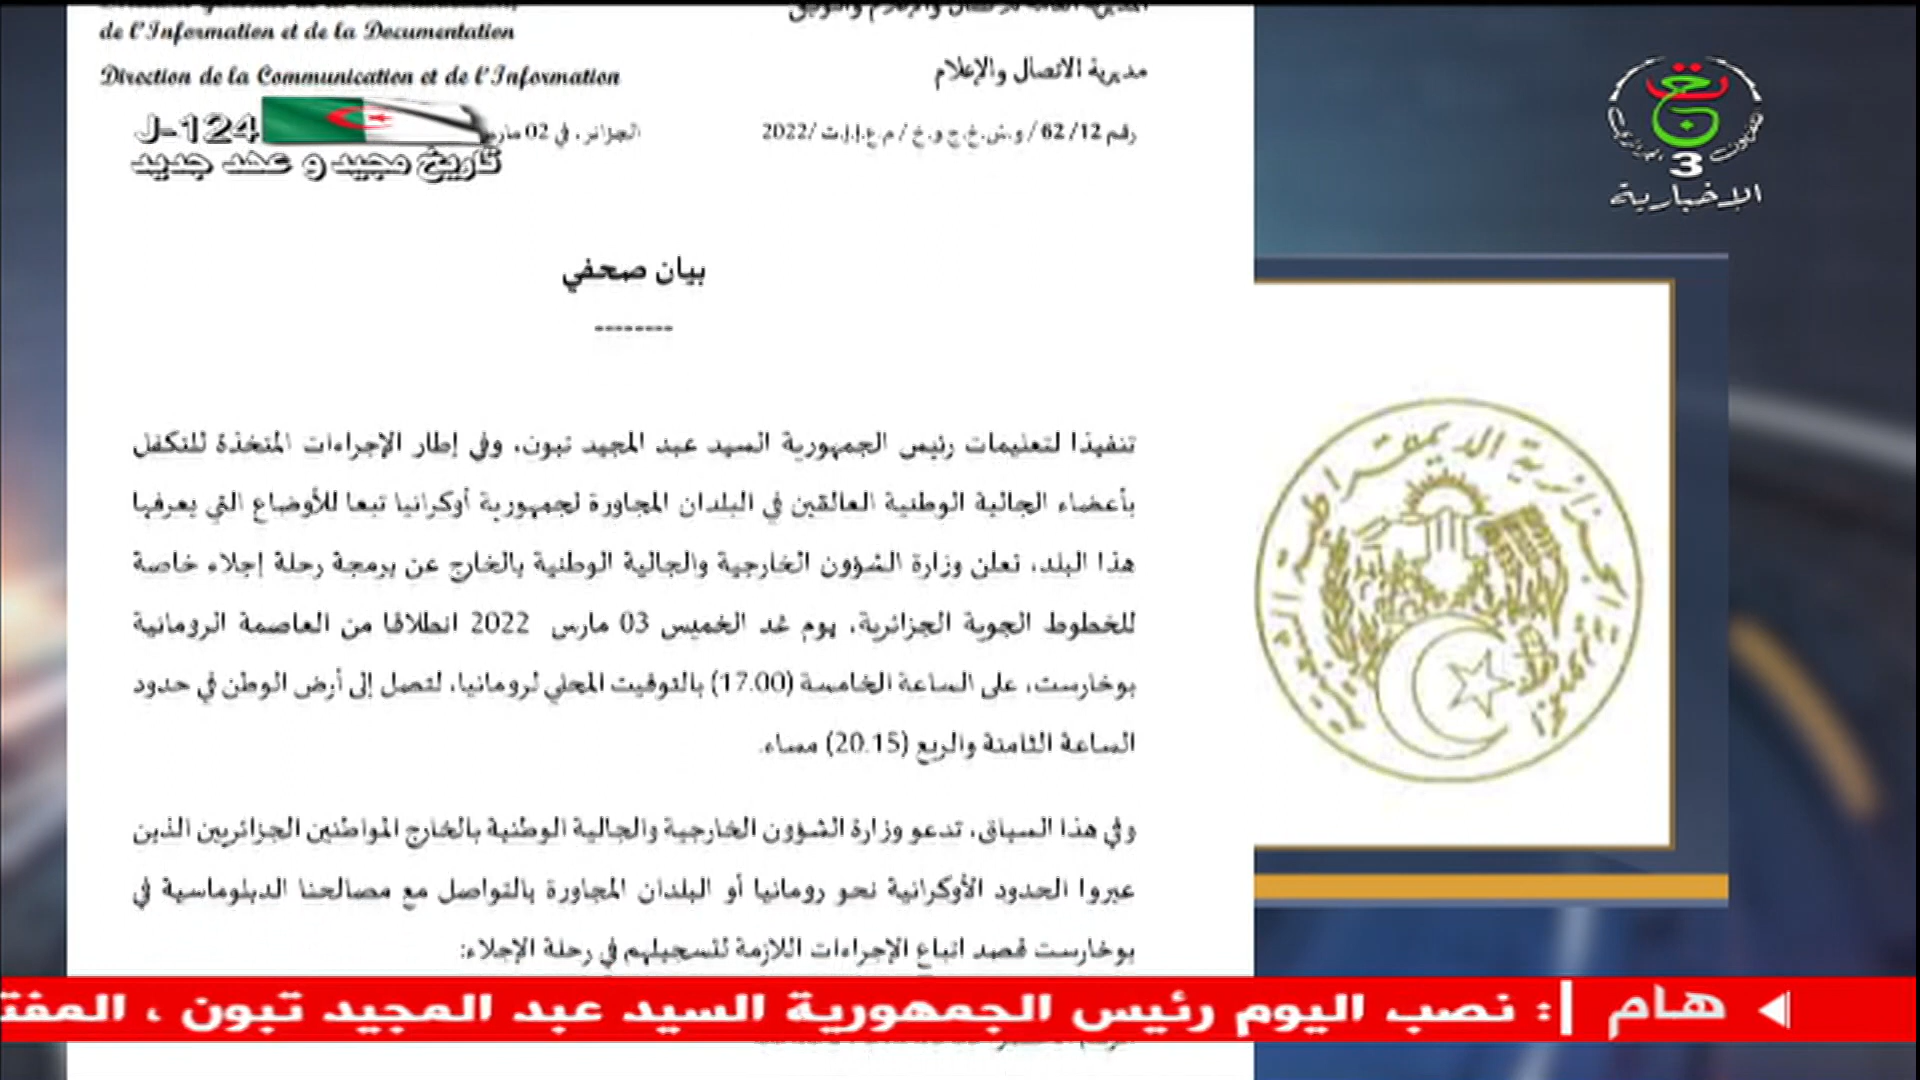 de l'Information et de la Documentation
Direction de la Communication et de l'Information
المديرية العامة للاتصال والإعلام والتوثيق
مديرية الاتصال والإعلام
J-124
تاريخ مجيد و عهد جديد
الجزائر، في 02 مارس
رقم 12/ 62 / و.ش.خ.ج.و.خ / م.ع.إ.إ.ت /2022
3
الإخبارية
بيان صحفي
--------
تنفيذا لتعليمات رئيس الجمهورية السيد عبد المجيد تبون، وفي إطار الإجراءات المتخذة للتكفل
بأعضاء الجالية الوطنية العالقين في البلدان المجاورة لجمهورية أوكرانيا تبعا للأوضاع التي يعرفها
هذا البلد، تعلن وزارة الشؤون الخارجية والجالية الوطنية بالخارج عن برمجة رحلة إجلاء خاصة
للخطوط الجوية الجزائرية، يوم غد الخميس 03 مارس 2022 انطلاقا من العاصمة الرومانية
بوخارست، على الساعة الخامسة (17.00) بالتوقيت المحلي لرومانيا، لتصل إلى أرض الوطن في حدود
الساعة الثامنة والربع (20.15) مساء.
وفي هذا السياق، تدعو وزارة الشؤون الخارجية والجالية الوطنية بالخارج المواطنين الجزائريين الذين
عبروا الحدود الأوكرانية نحو رومانيا أو البلدان المجاورة بالتواصل مع مصالحنا الدبلوماسية في
بوخارست قصد اتباع الإجراءات اللازمة لتسجيلهم في رحلة الإجلاء:
هام : نصب اليوم رئيس الجمهورية السيد عبد المجيد تبون ، المفت